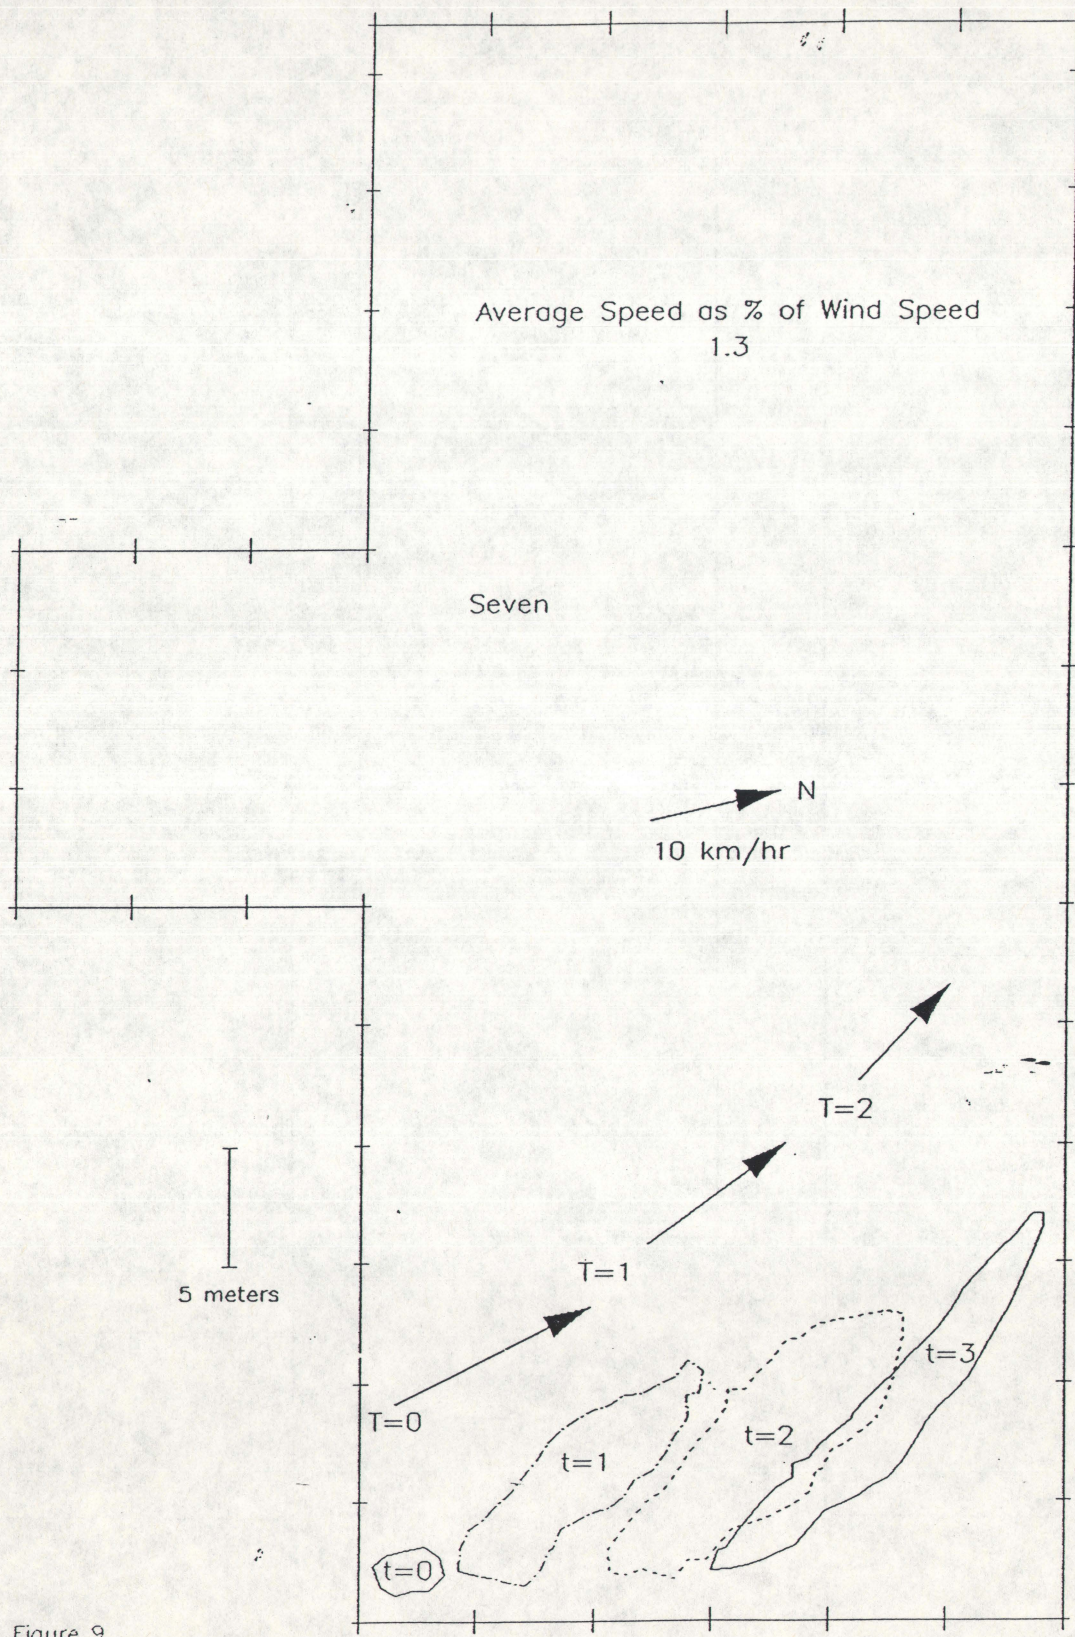 Average Speed as % of Wind Speed
1.3
Seven
N
10 km/hr
T=2
T=1
5 meters
T=0
t=3
t=2
t=1
t=0
Figure 9